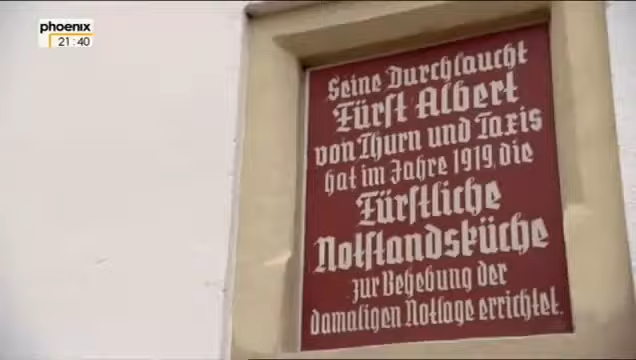 phoenix
21:40
Seine Durchlaucht
Fürst Albert
von Thurn und Taxis
hat im Jahre 1919 die
Fürstliche
Notstandsküche
zur Behebung der
damaligen Notlage errichtet.